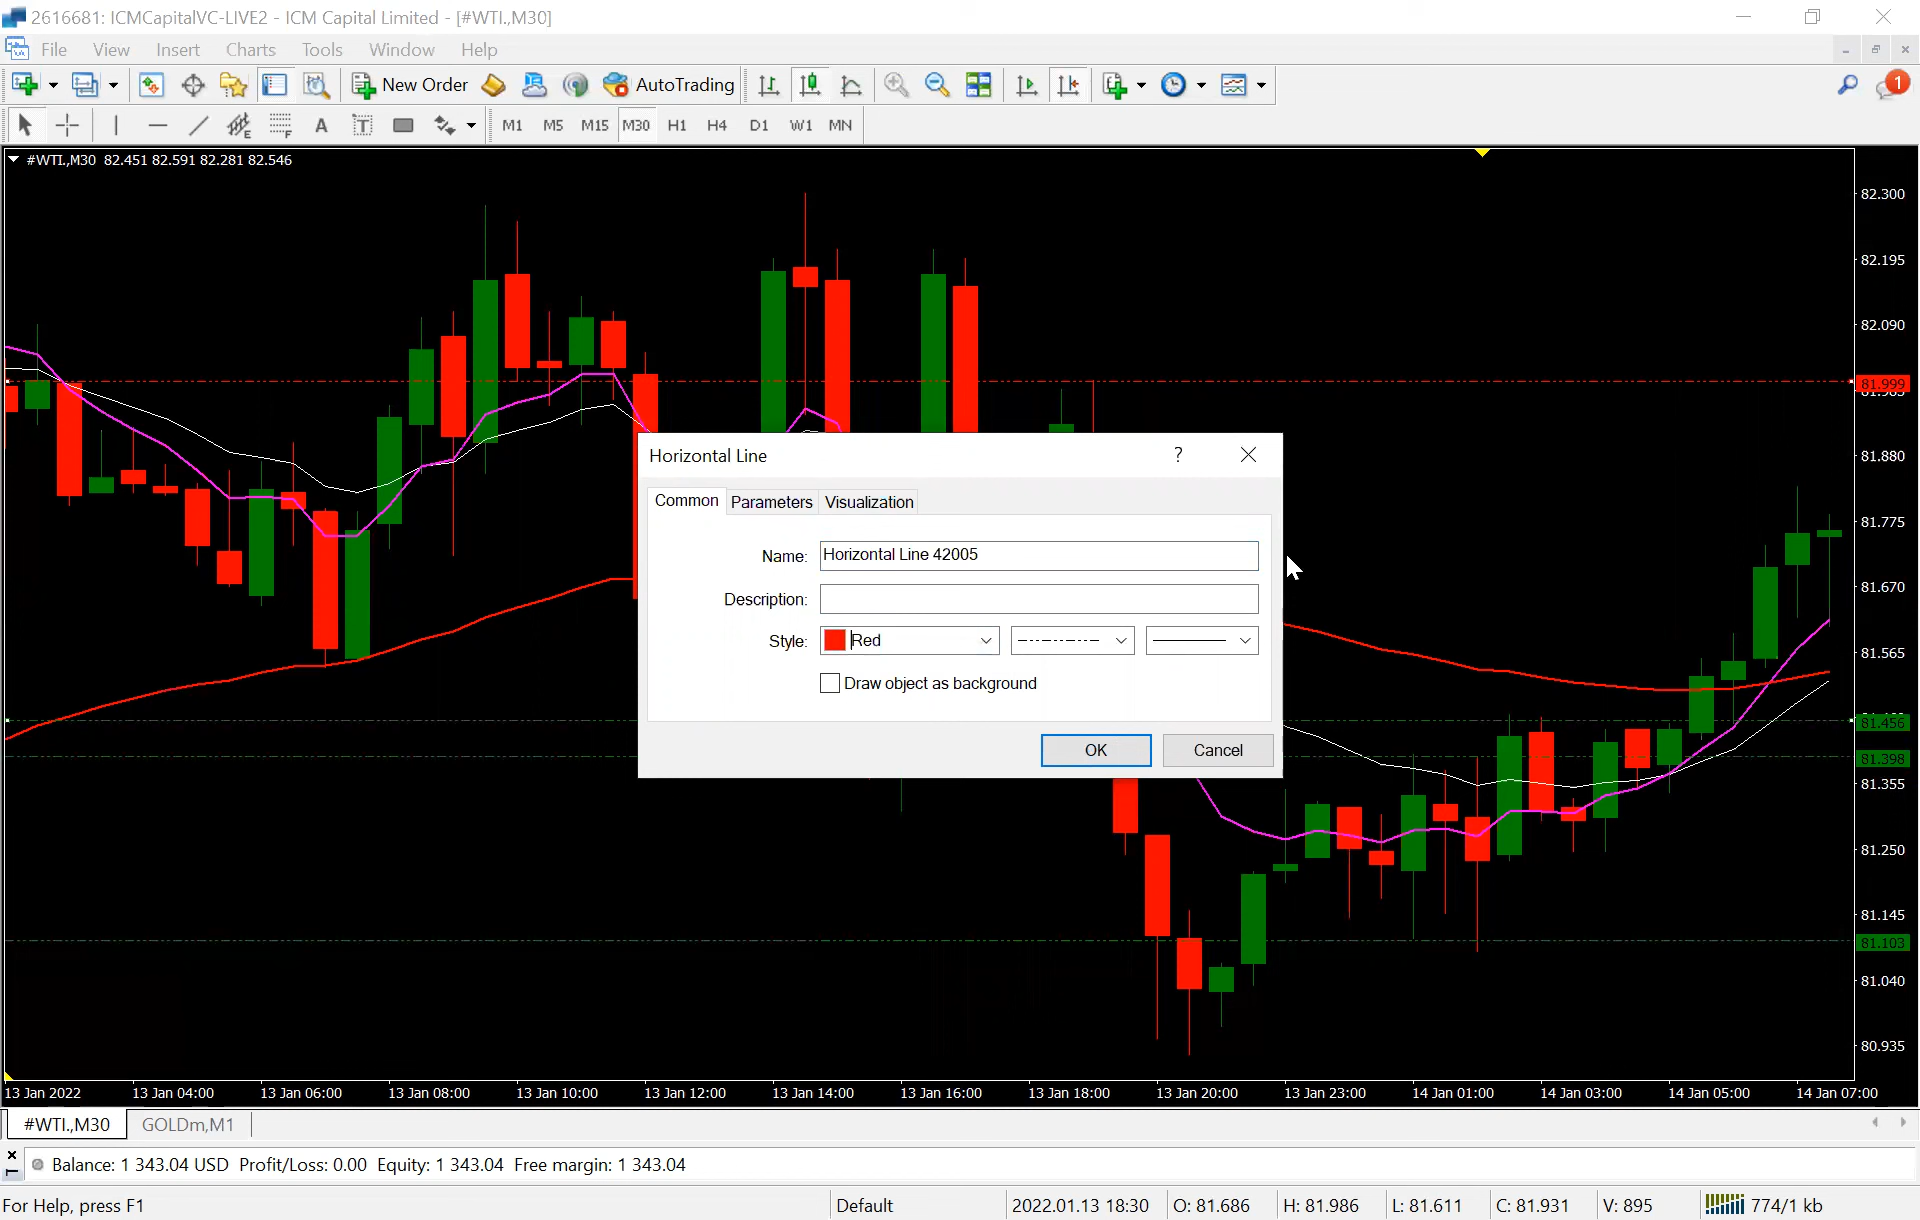 2616681: ICMCapitalVC-LIVE2 - ICM Capital Limited - [#WTI.,M30]
File View Insert Charts Tools Window Help
New Order AutoTrading 1
A T M1 M5 M15 M30 H1 H4 D1 W1 MN
#WTI.,M30 82.451 82.591 82.281 82.546
82.300
82.195
82.090
81.999
81.880
81.775
81.670
81.565
81.456
81.398
81.355
81.250
81.145
81.103
81.040
80.935
Horizontal Line ?
Common Parameters Visualization
Name: Horizontal Line 42005
Description:
Style: Red
Draw object as background
OK Cancel
13 Jan 2022 13 Jan 04:00 13 Jan 06:00 13 Jan 08:00 13 Jan 10:00 13 Jan 12:00 13 Jan 14:00 13 Jan 16:00 13 Jan 18:00 13 Jan 20:00 13 Jan 23:00 14 Jan 01:00 14 Jan 03:00 14 Jan 05:00 14 Jan 07:00
#WTI.,M30 GOLDm,M1
Balance: 1 343.04 USD Profit/Loss: 0.00 Equity: 1 343.04 Free margin: 1 343.04
For Help, press F1 Default 2022.01.13 18:30 O: 81.686 H: 81.986 L: 81.611 C: 81.931 V: 895 774/1 kb